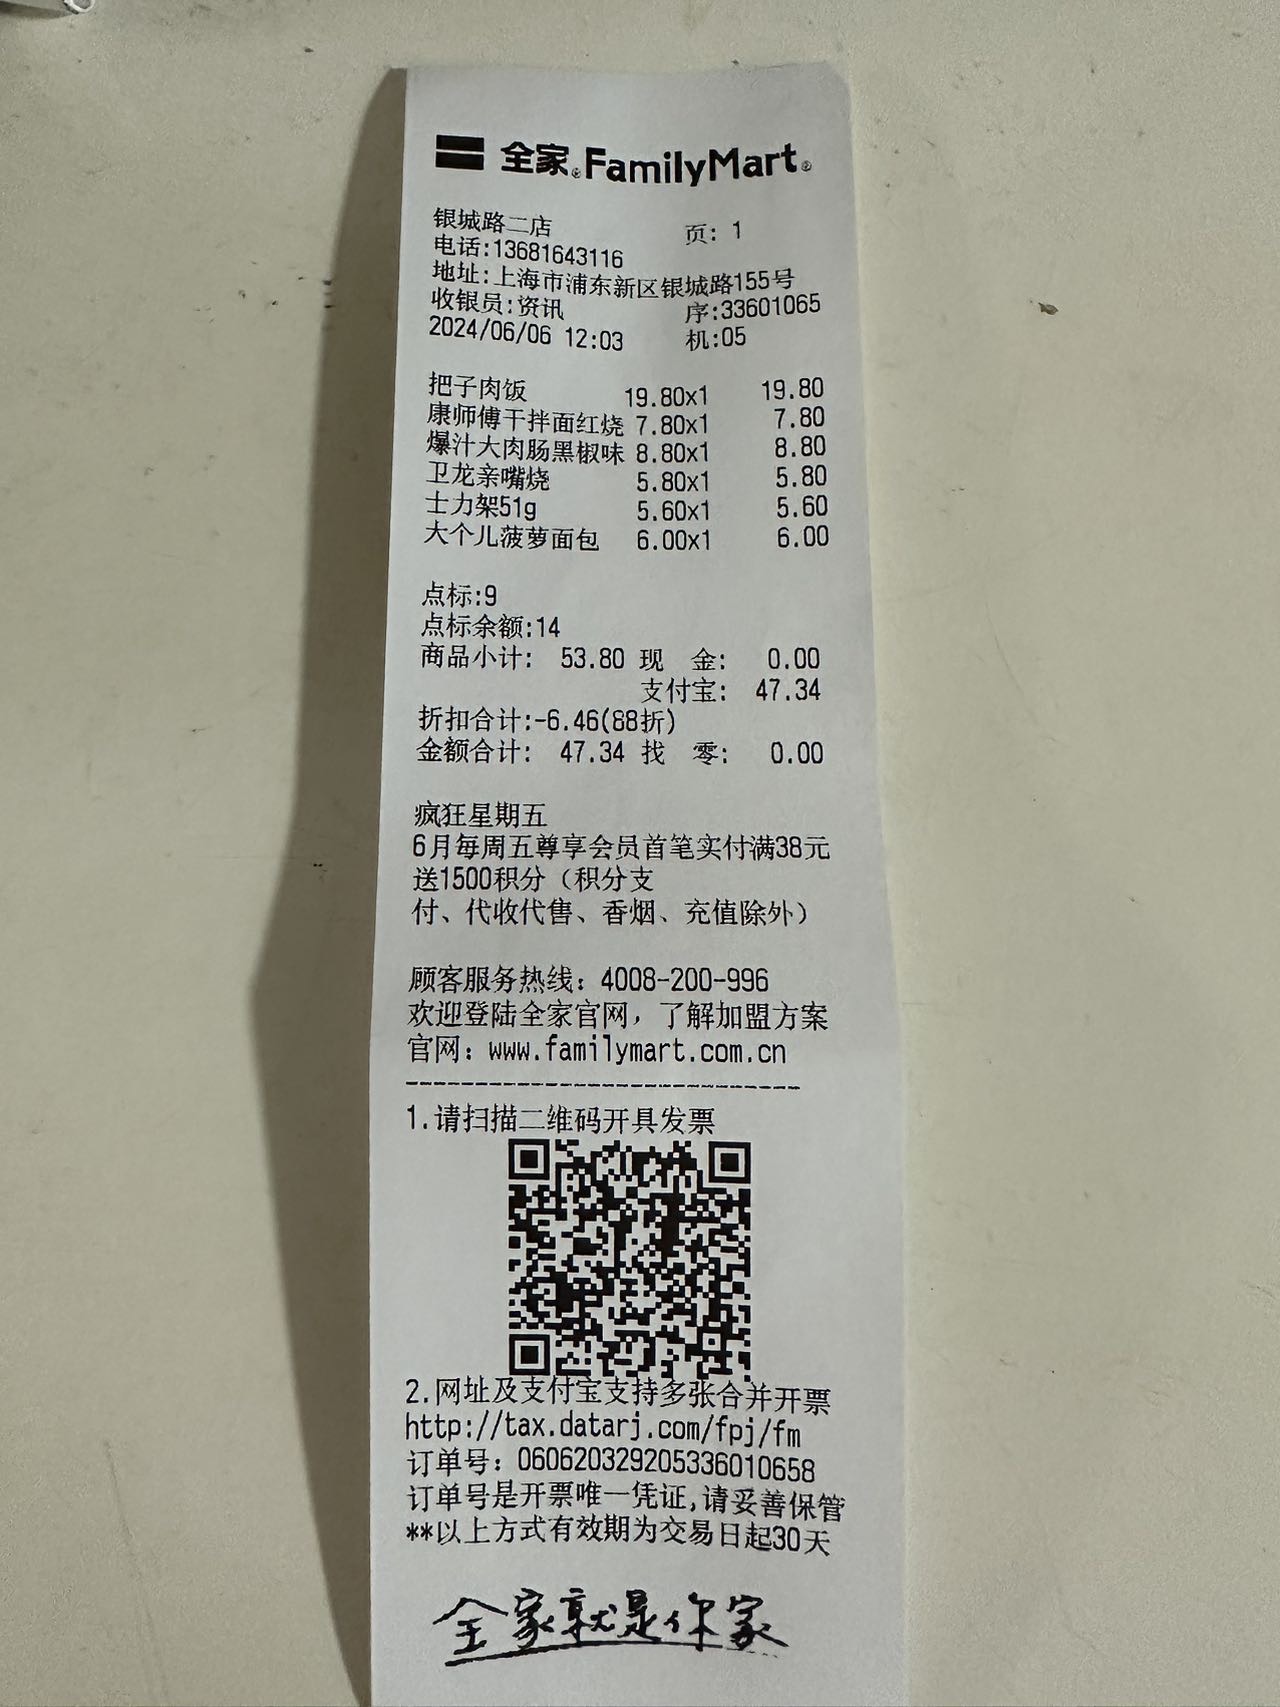 全家 FamilyMart
银城路二店 页: 1
电话:13681643116
地址:上海市浦东新区银城路155号
收银员:资讯 序:33601065
2024/06/06 12:03 机:05
把子肉饭 19.80x1 19.80
康师傅干拌面红烧 7.80x1 7.80
爆汁大肉肠黑椒味 8.80x1 8.80
卫龙亲嘴烧 5.80x1 5.80
士力架51g 5.60x1 5.60
大个儿菠萝面包 6.00x1 6.00
点标:9
点标余额:14
商品小计: 53.80 现 金: 0.00
支付宝: 47.34
折扣合计:-6.46(88折)
金额合计: 47.34 找 零: 0.00
疯狂星期五
6月每周五尊享会员首笔实付满38元
送1500积分（积分支
付、代收代售、香烟、充值除外）
顾客服务热线：4008-200-996
欢迎登陆全家官网，了解加盟方案
官网：www.familymart.com.cn
1.请扫描二维码开具发票
2.网址及支付宝支持多张合并开票
http://tax.datarj.com/fpj/fm
订单号：060620329205336010658
订单号是开票唯一凭证,请妥善保管
**以上方式有效期为交易日起30天
全家就是你家